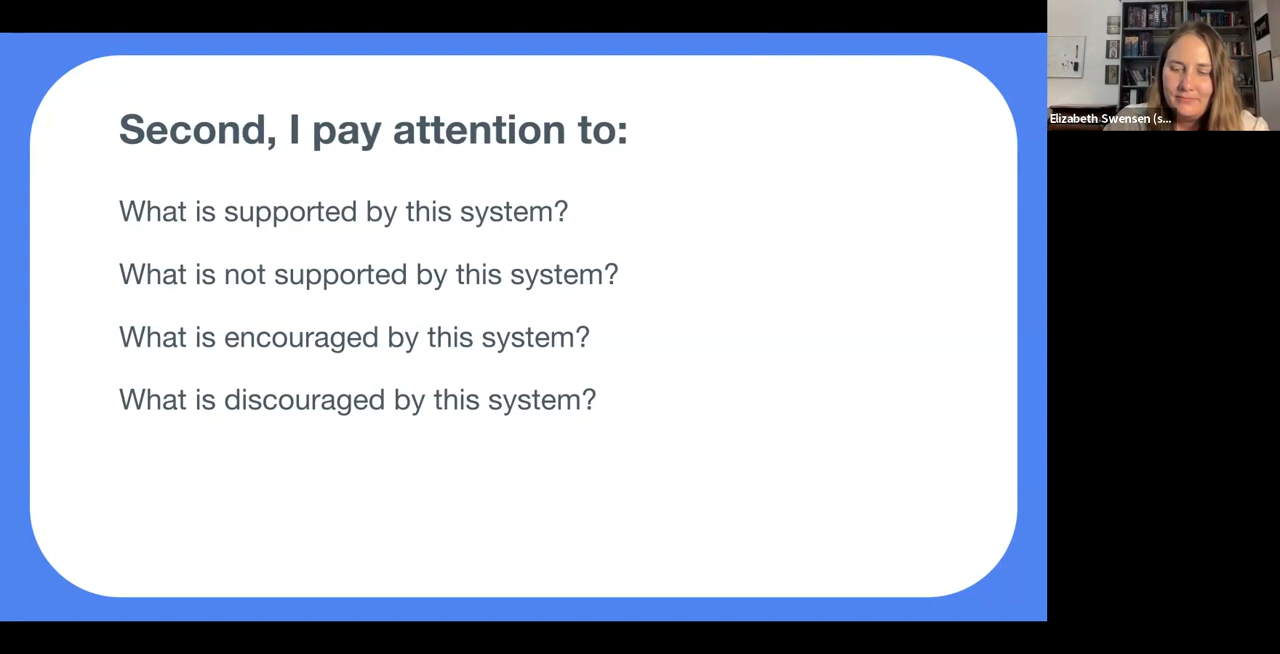 Second, I pay attention to:
What is supported by this system?
What is not supported by this system?
What is encouraged by this system?
What is discouraged by this system?
Elizabeth Swensen (s...